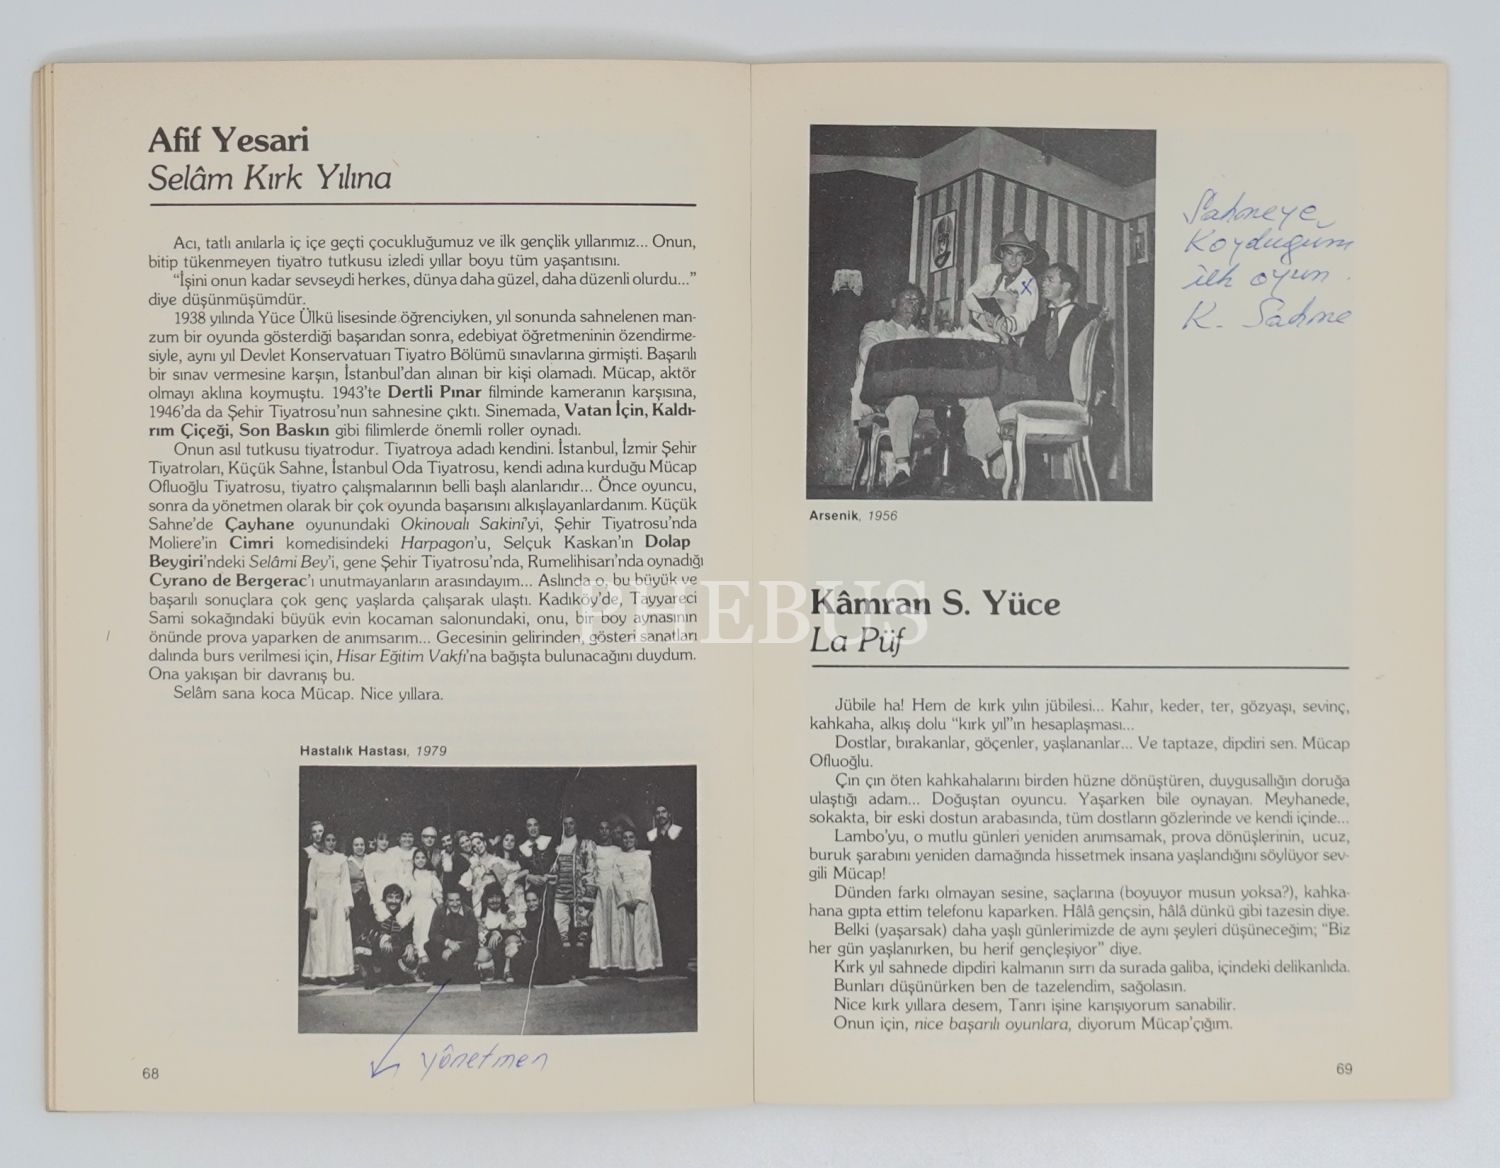 Afif Yesari
Selâm Kırk Yılına
Acı, tatlı anılarla iç içe geçti çocukluğumuz ve ilk gençlik yıllarımız... Onun,
bitip tükenmeyen tiyatro tutkusu izledi yıllar boyu tüm yaşantısını.
“İşini onun kadar sevseydi herkes, dünya daha güzel, daha düzenli olurdu...”
diye düşünmüşümdür.
1938 yılında Yüce Ülkü lisesinde öğrenciyken, yıl sonunda sahnelenen man-
zum bir oyunda gösterdiği başarıdan sonra, edebiyat öğretmeninin özendirme-
siyle, aynı yıl Devlet Konservatuarı Tiyatro Bölümü sınavlarına girmişti. Başarılı
bir sınav vermesine karşın, İstanbul'dan alınan bir kişi olamadı. Mücap, aktör
olmayı aklına koymuştu. 1943'te Dertli Pınar filminde kameranın karşısına,
1946'da da Şehir Tiyatrosu'nun sahnesine çıktı. Sinemada, Vatan İçin, Kaldı-
rım Çiçeği, Son Baskın gibi filimlerde önemli roller oynadı.
Onun asıl tutkusu tiyatrodur. Tiyatroya adadı kendini. İstanbul, İzmir Şehir
Tiyatroları, Küçük Sahne, İstanbul Oda Tiyatrosu, kendi adına kurduğu Mücap
Ofluoğlu Tiyatrosu, tiyatro çalışmalarının belli başlı alanlarıdır... Önce oyuncu,
sonra da yönetmen olarak bir çok oyunda başarısını alkışlayanlardanım. Küçük
Sahne'de Çayhane oyunundaki Okinovalı Sakini'yi, Şehir Tiyatrosu'nda
Moliere'in Cimri komedisindeki Harpagon'u, Selçuk Kaskan'ın Dolap
Beygiri'ndeki Selâmi Bey'i, gene Şehir Tiyatrosu'nda, Rumelihisarı'nda oynadığı
Cyrano de Bergerac'ı unutmayanların arasındayım... Aslında o, bu büyük ve
başarılı sonuçlara çok genç yaşlarda çalışarak ulaştı. Kadıköy'de, Tayyareci
Sami sokağındaki büyük evin kocaman salonundaki, onu, bir boy aynasının
önünde prova yaparken de anımsarım... Gecesinin gelirinden, gösteri sanatları
dalında burs verilmesi için, Hisar Eğitim Vakfı'na bağışta bulunacağını duydum.
Ona yakışan bir davranış bu.
Selâm sana koca Mücap. Nice yıllara.
Hastalık Hastası, 1979
yönetmen
68
Sahneye
Koyduğum
ilk oyun.
K. Sahne
Arsenik, 1956
PHEBUS
Kâmran S. Yüce
La Püf
Jübile ha! Hem de kırk yılın jübilesi... Kahır, keder, ter, gözyaşı, sevinç,
kahkaha, alkış dolu “kırk yıl”ın hesaplaşması...
Dostlar, bırakanlar, göçenler, yaşlananlar... Ve taptaze, dipdiri sen. Mücap
Ofluoğlu.
Çın çın öten kahkahalarını birden hüzne dönüştüren, duygusallığın doruğa
ulaştığı adam... Doğuştan oyuncu. Yaşarken bile oynayan. Meyhanede,
sokakta, bir eski dostun arabasında, tüm dostların gözlerinde ve kendi içinde...
Lambo'yu, o mutlu günleri yeniden anımsamak, prova dönüşlerinin, ucuz,
buruk şarabını yeniden damağında hissetmek insana yaşlandığını söylüyor sev-
gili Mücap!
Dünden farkı olmayan sesine, saçlarına (boyuyor musun yoksa?), kahka-
hana gıpta ettim telefonu kaparken. Hâlâ gençsin, hâlâ dünkü gibi tazesin diye.
Belki (yaşarsak) daha yaşlı günlerimizde de aynı şeyleri düşüneceğim; “Biz
her gün yaşlanırken, bu herif gençleşiyor” diye.
Kırk yıl sahnede dipdiri kalmanın sırrı da surada galiba, içindeki delikanlıda.
Bunları düşünürken ben de tazelendim, sağolasın.
Nice kırk yıllara desem, Tanrı işine karışıyorum sanabilir.
Onun için, nice başarılı oyunlara, diyorum Mücap'çığım.
69